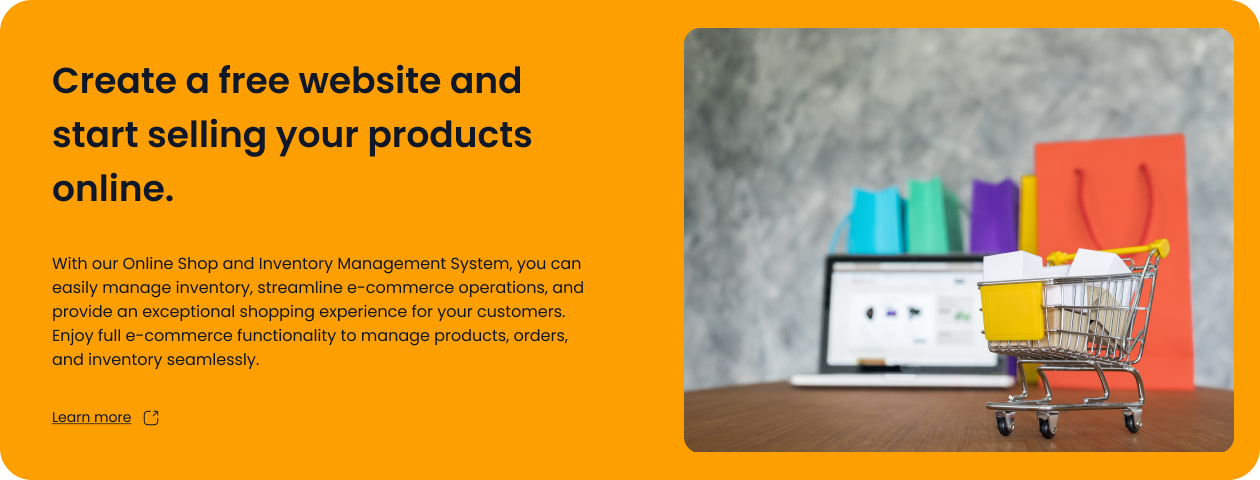 Create a free website and
start selling your products
online.
With our Online Shop and Inventory Management System, you can
easily manage inventory, streamline e-commerce operations, and
provide an exceptional shopping experience for your customers.
Enjoy full e-commerce functionality to manage products, orders,
and inventory seamlessly.
Learn more